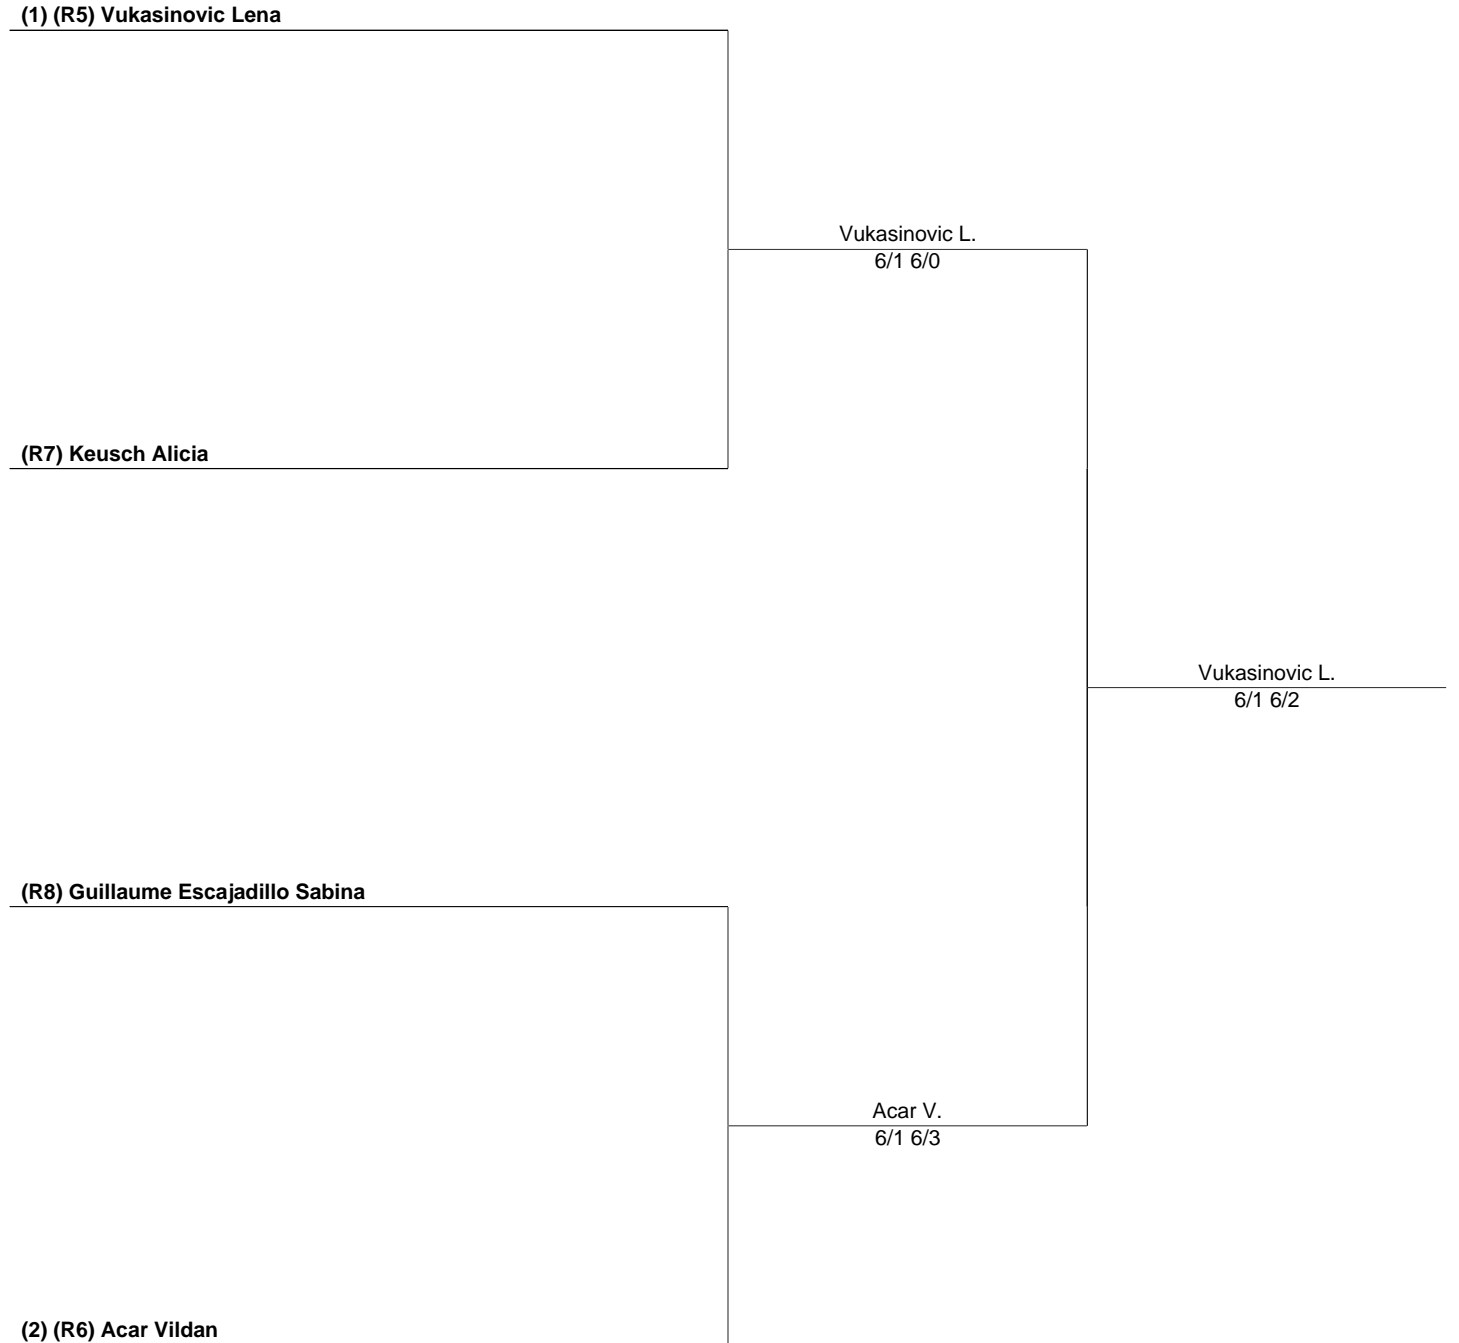 (1) (R5) Vukasinovic Lena
Vukasinovic L.
6/1 6/0
(R7) Keusch Alicia
Vukasinovic L.
6/1 6/2
(R8) Guillaume Escajadillo Sabina
Acar V.
6/1 6/3
(2) (R6) Acar Vildan